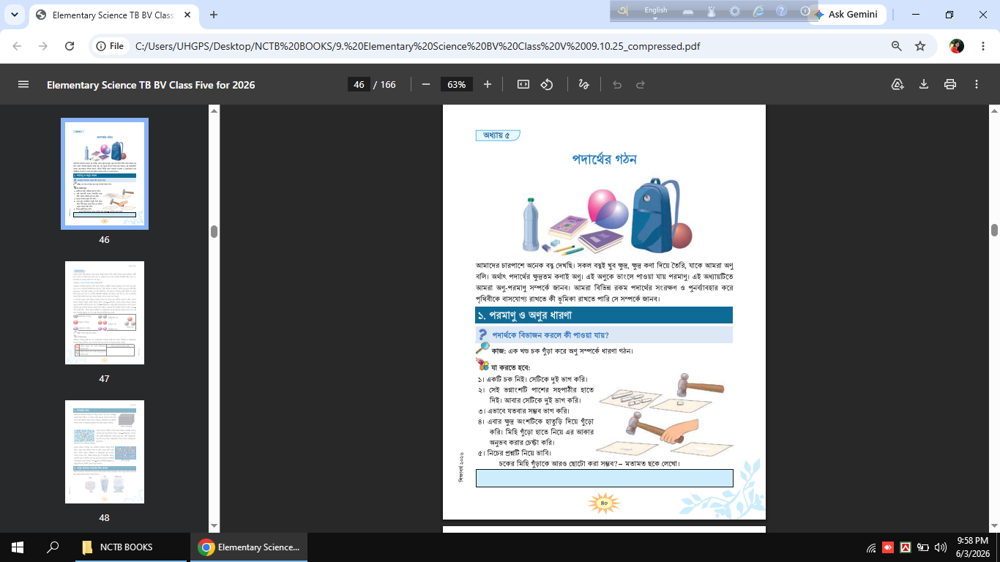 Elementary Science TB BV Class
English
Ask Gemini
File
C:/Users/UHGPS/Desktop/NCTB%20BOOKS/9.%20Elementary%20Science%20BV%20Class%20V%2009.10.25_compressed.pdf
Elementary Science TB BV Class Five for 2026
46 / 166
63%
46
47
48
অধ্যায় ৫
পদার্থের গঠন
আমাদের চারপাশে অনেক বস্তু দেখছি। সকল বস্তুই খুব ক্ষুদ্র, ক্ষুদ্র কণা দিয়ে তৈরি, যাকে আমরা অণু
বলি। অর্থাৎ পদার্থের ক্ষুদ্রতম কণাই অণু। এই অণুকে ভাংলে পাওয়া যায় পরমাণু। এই অধ্যায়টিতে
আমরা অণু-পরমাণু সম্পর্কে জানব। আমরা বিভিন্ন রকম পদার্থের সংরক্ষণ ও পুনর্ব্যবহার করে
পৃথিবীকে বাসযোগ্য রাখতে কী ভূমিকা রাখতে পারি সে সম্পর্কে জানব।
১. পরমাণু ও অণুর ধারণা
পদার্থকে বিভাজন করলে কী পাওয়া যায়?
কাজ: এক খন্ড চক গুঁড়া করে অণু সম্পর্কে ধারণা গঠন।
যা করতে হবে:
১। একটি চক নিই। সেটিকে দুই ভাগ করি।
২। সেই ভগ্নাংশটি পাশের সহপাঠীর হাতে
দিই। আবার সেটিকে দুই ভাগ করি।
৩। এভাবে যতবার সম্ভব ভাগ করি।
৪। এবার ক্ষুদ্র অংশটিকে হাতুড়ি দিয়ে গুঁড়ো
করি। মিহি গুঁড়ো হাতে নিয়ে এর আকার
অনুভব করার চেষ্টা করি।
৫। নিচের প্রশ্নটি নিয়ে ভাবি।
চকের মিহি গুঁড়াকে আরও ছোটো করা সম্ভব? – মতামত ছকে লেখো।
শিক্ষাবর্ষ ২০২৬
৪০
NCTB BOOKS
Elementary Science...
9:58 PM
6/3/2026